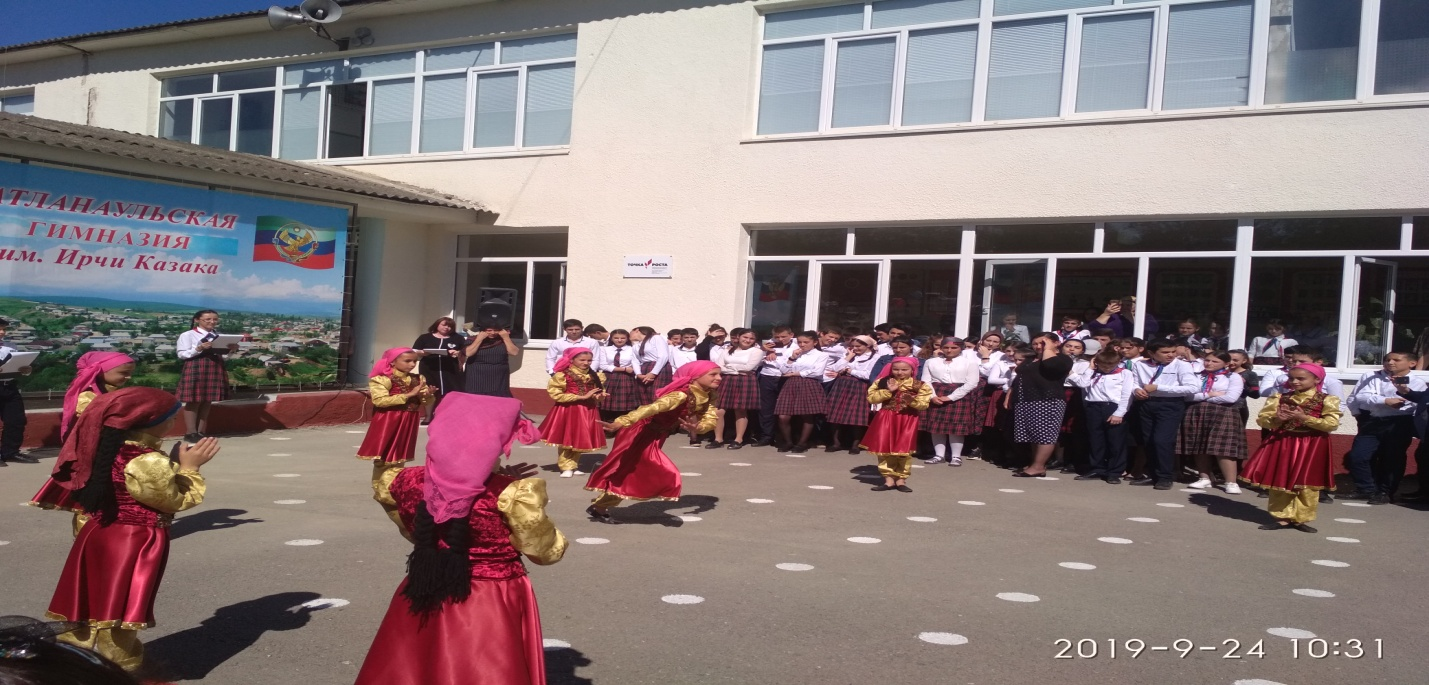 АТЛАНАУЛЬСКАЯ
ГИМНАЗИЯ
им. Ирчи Казака
ТОЧКА РОСТА
2019-9-24 10:31